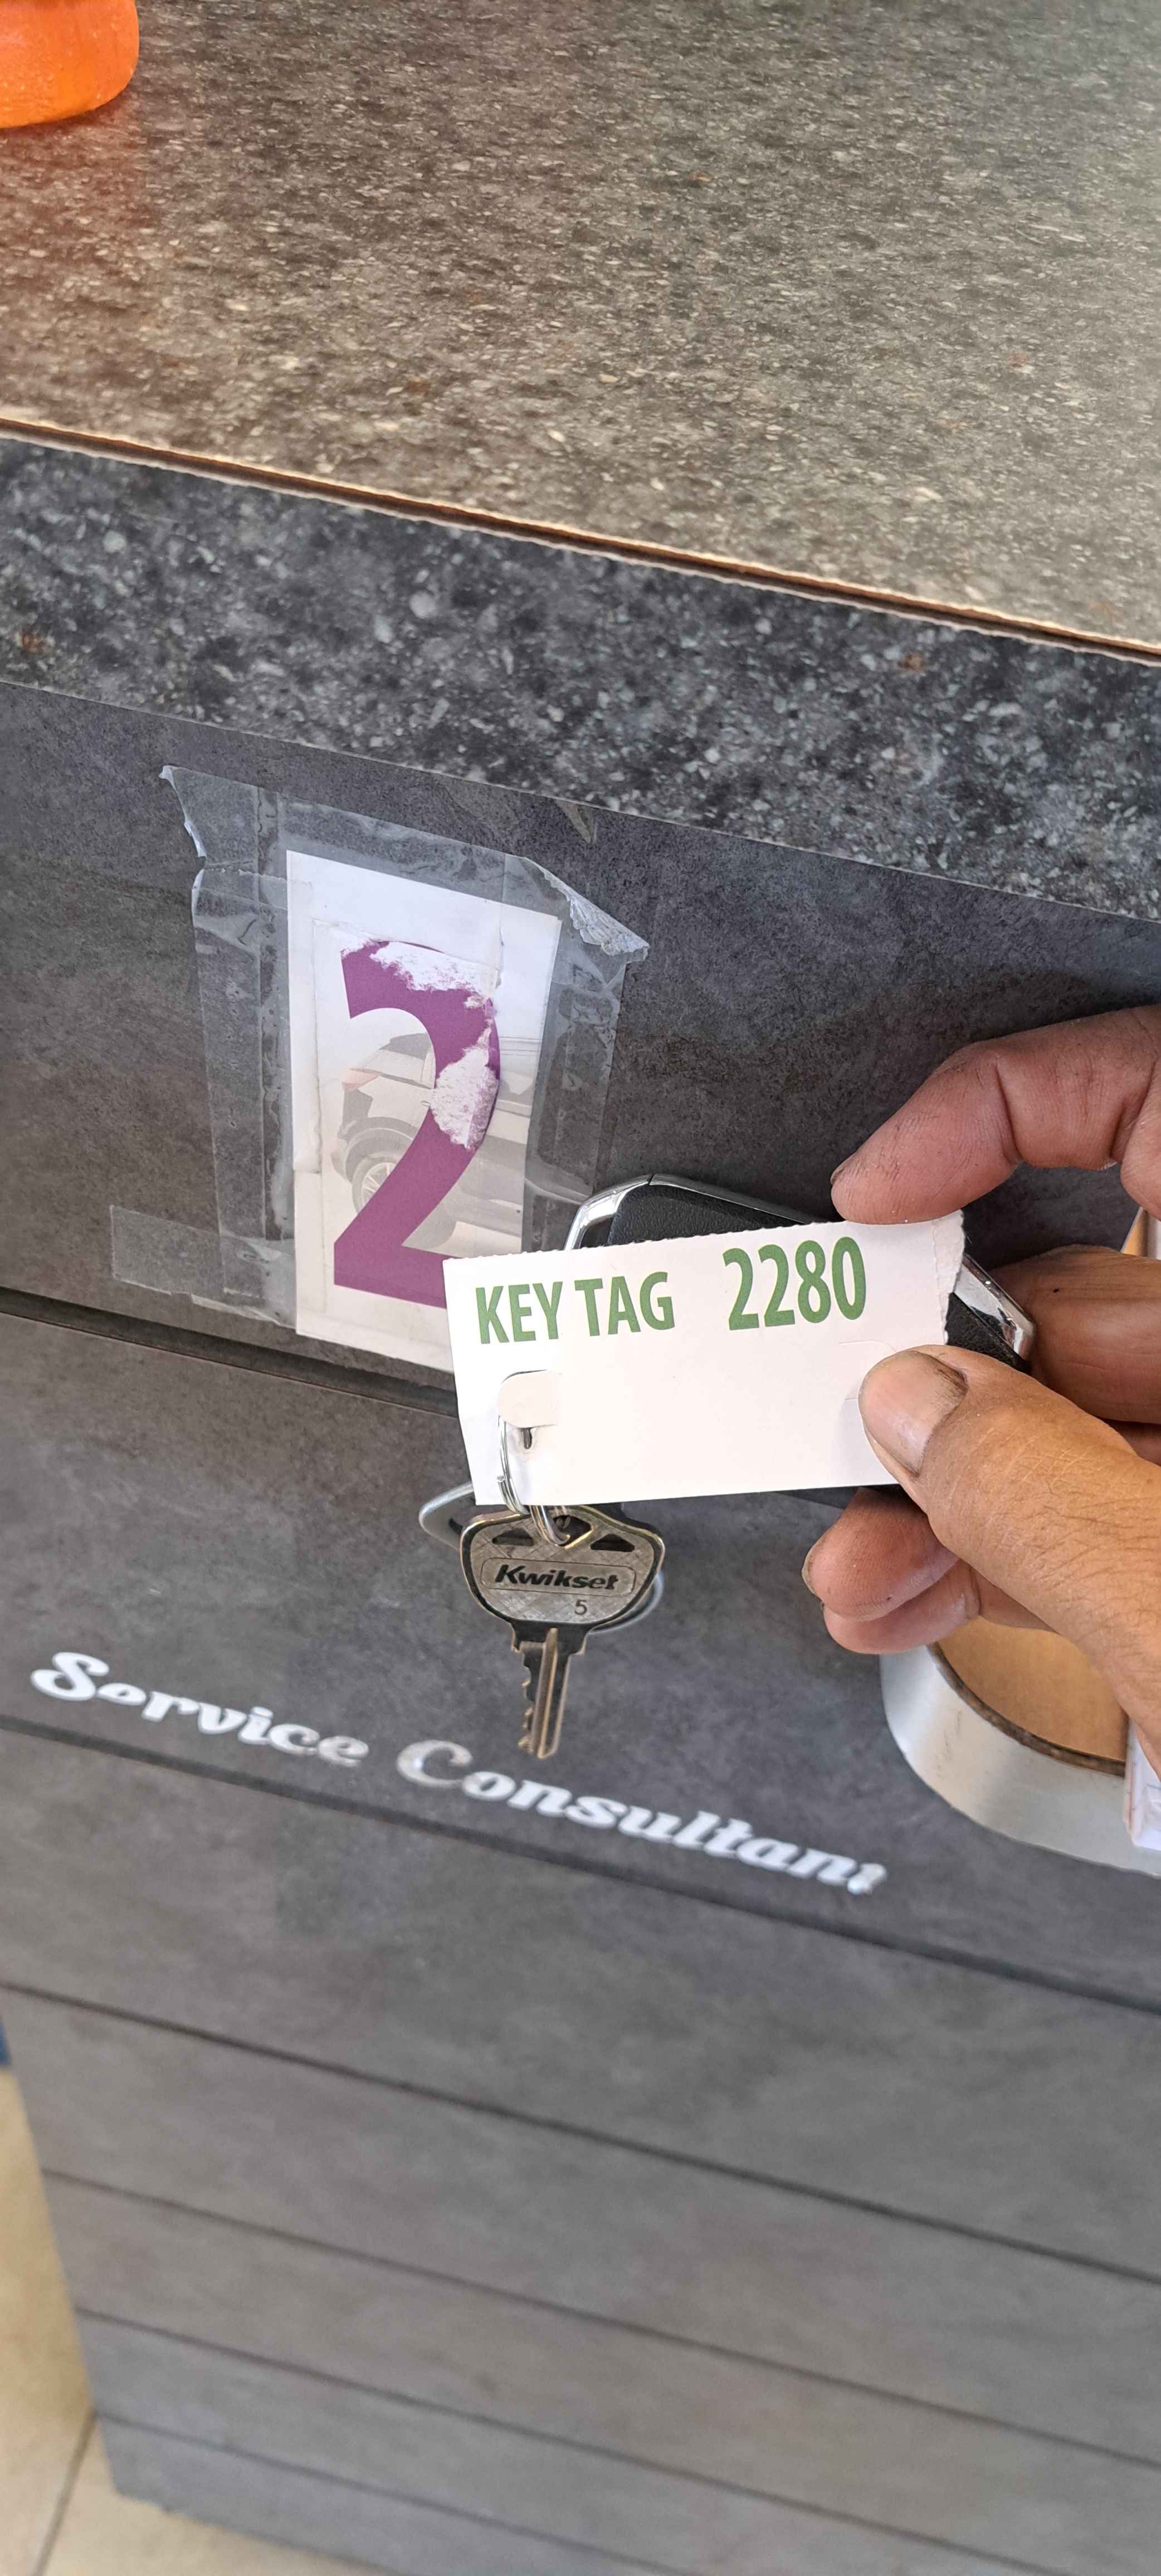 2
KEY TAG 2280
Kwikset
5
Service Consultant